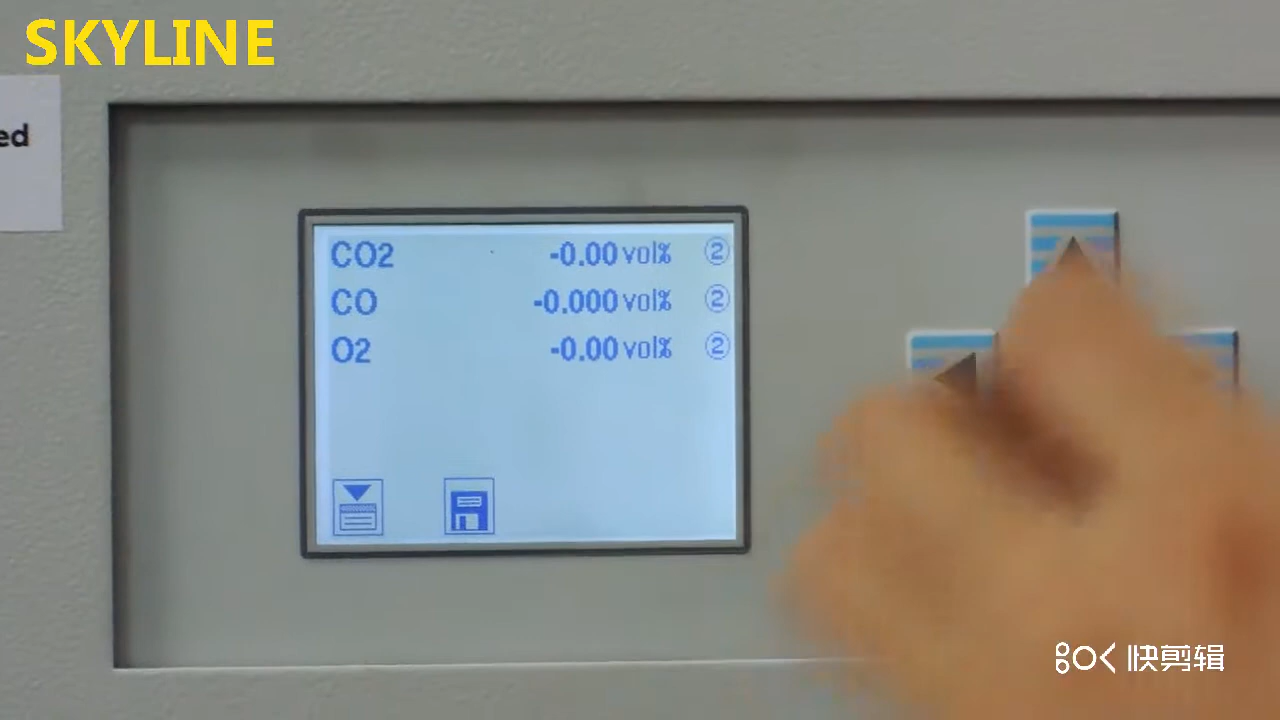 SKYLINE
ed
CO2 -0.00 vol% ②
CO -0.000 vol% ②
O2 -0.00 vol% ②
快剪辑